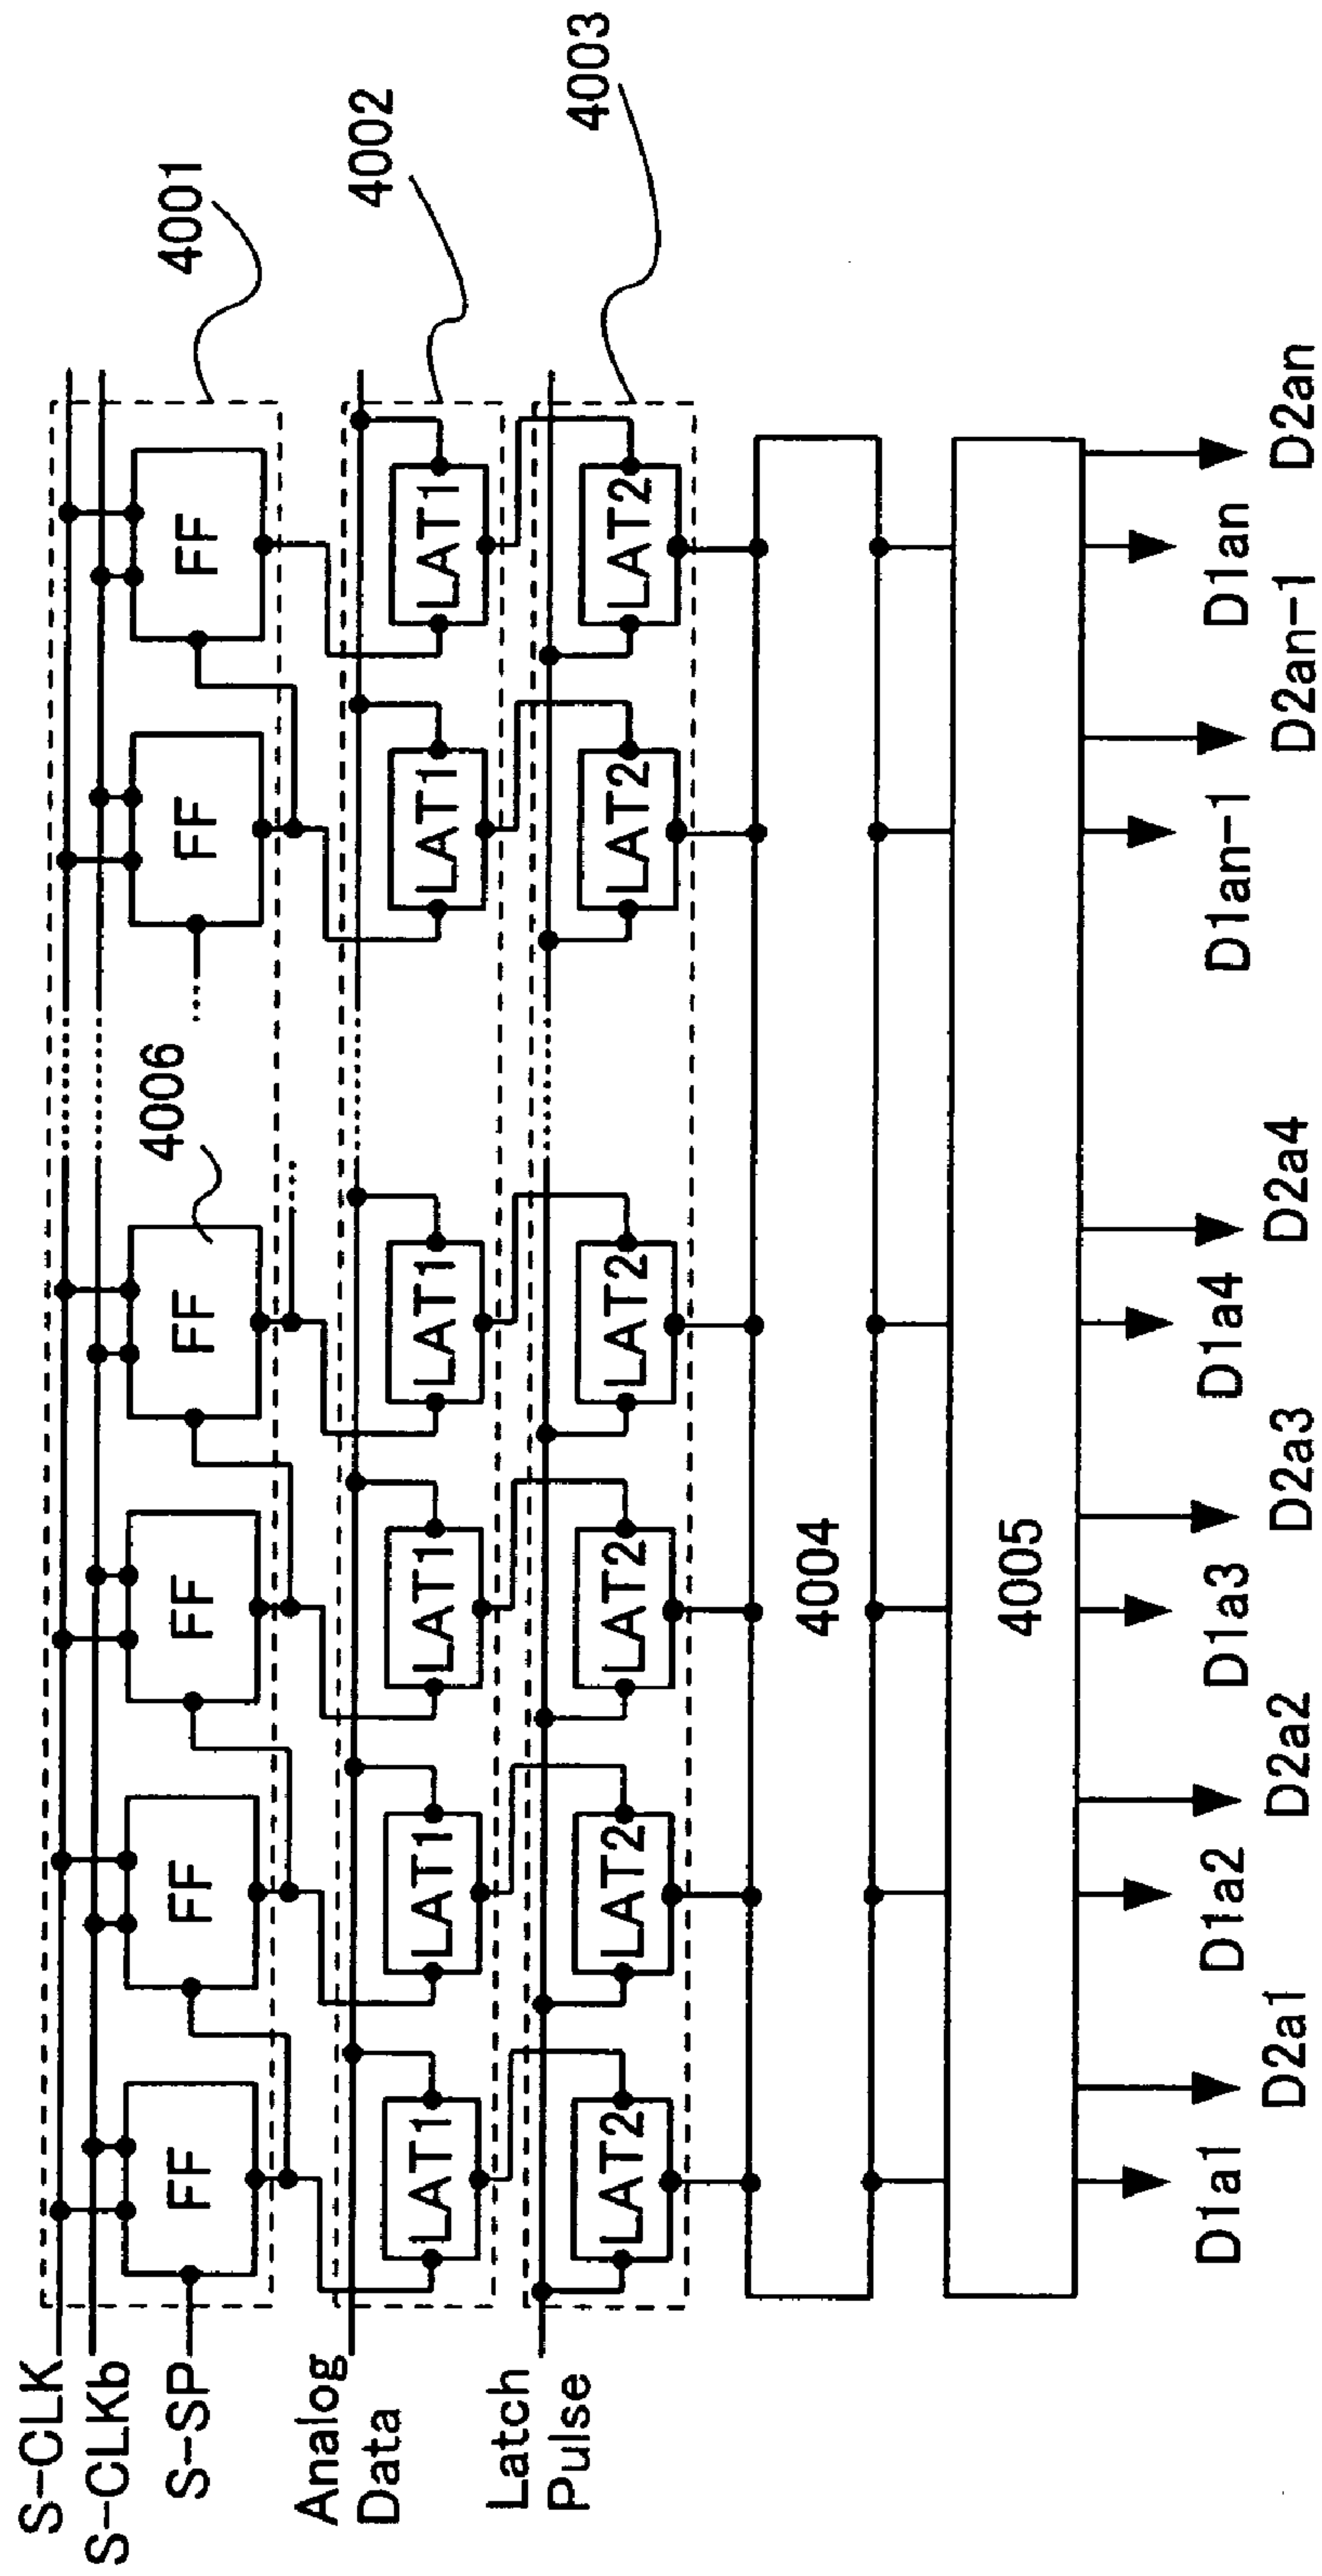 S-CLK
S-CLKb
S-SP
Analog
Data
Latch
Pulse
FF FF FF FF FF FF
4006
4001
LAT1 LAT1 LAT1 LAT1 LAT1 LAT1
4002
LAT2 LAT2 LAT2 LAT2 LAT2 LAT2
4003
4004
4005
D1a1 D2a1 D1a2 D2a2 D1a3 D2a3 D1a4 D2a4 D1an-1 D2an-1 D1an D2an